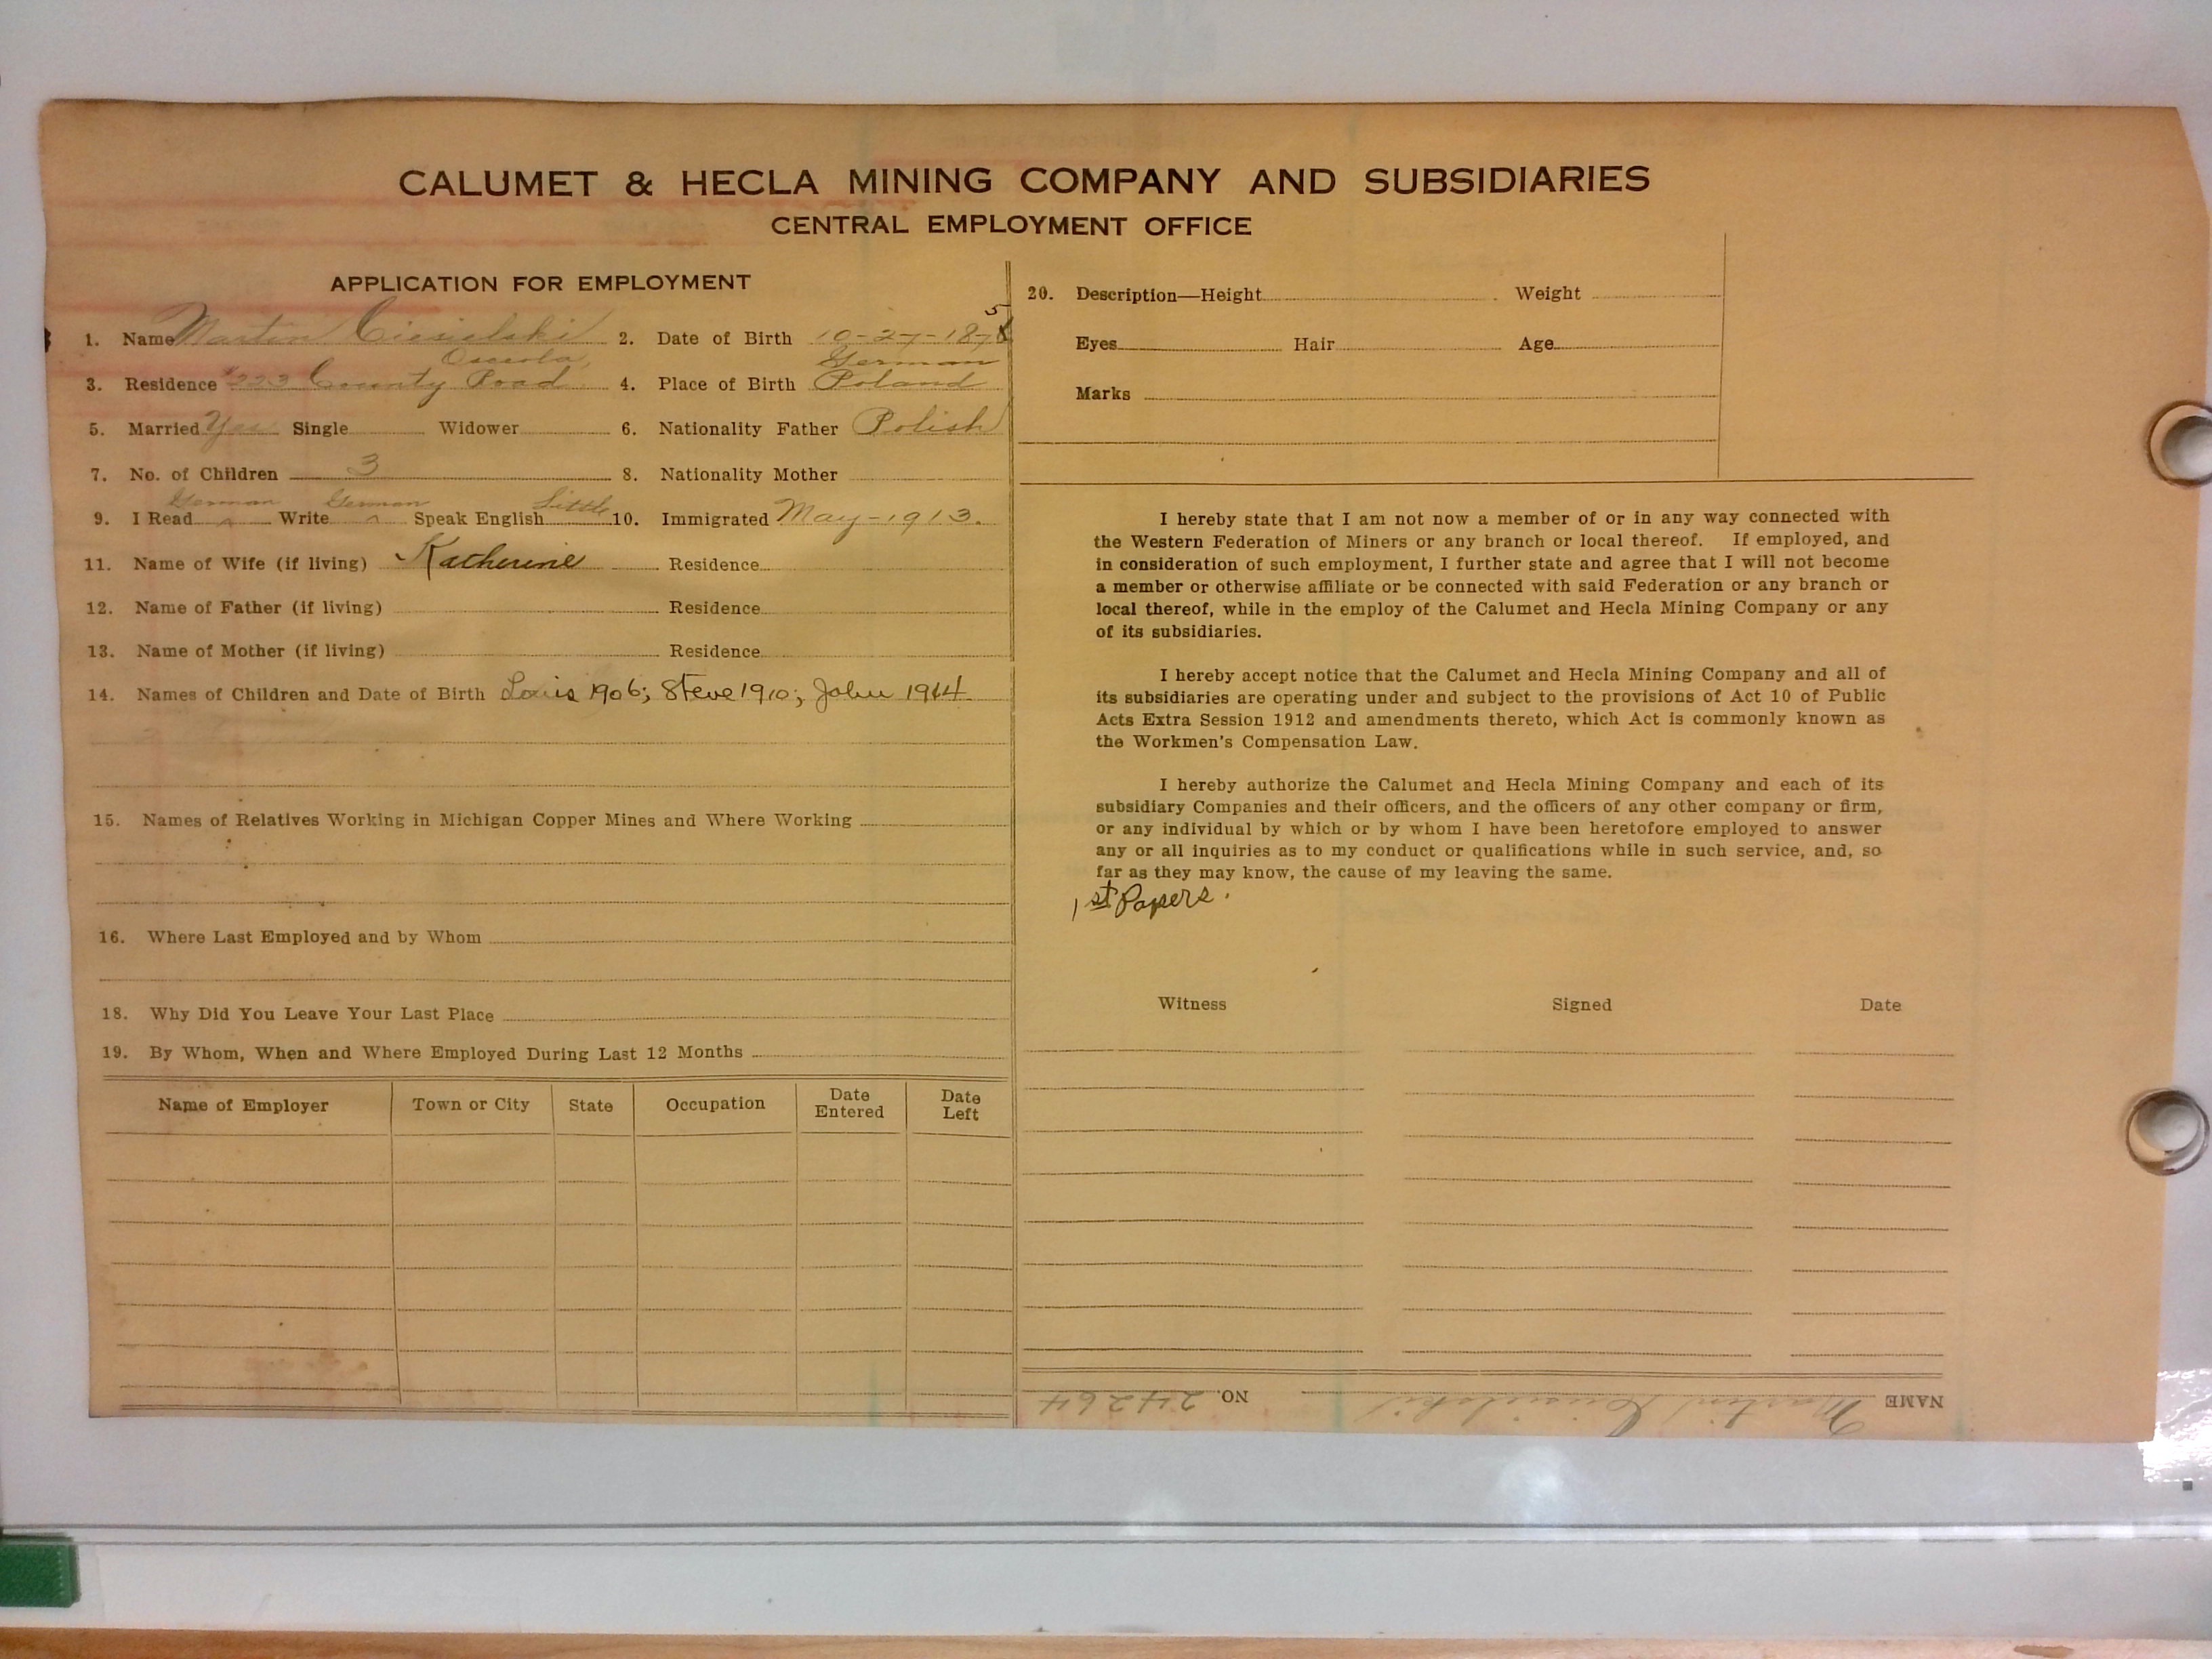 CALUMET & HECLA MINING COMPANY AND SUBSIDIARIES
CENTRAL EMPLOYMENT OFFICE
APPLICATION FOR EMPLOYMENT
1. Name Martin Ciesielski 2. Date of Birth 10-27-187 5
Osceola, German
3. Residence #223 County Road 4. Place of Birth Poland
5. Married Yes Single Widower 6. Nationality Father Polish
7. No. of Children 3 8. Nationality Mother
German German Little
9. I Read ^ Write ^ Speak English 10. Immigrated May-1913.
11. Name of Wife (if living) Katherine Residence
12. Name of Father (if living) Residence
13. Name of Mother (if living) Residence
14. Names of Children and Date of Birth Louis 1906; Steve 1910; John 1914
15. Names of Relatives Working in Michigan Copper Mines and Where Working
16. Where Last Employed and by Whom
18. Why Did You Leave Your Last Place
19. By Whom, When and Where Employed During Last 12 Months
Name of Employer Town or City State Occupation Date Entered Date Left
20. Description—Height Weight
Eyes Hair Age
Marks
I hereby state that I am not now a member of or in any way connected with
the Western Federation of Miners or any branch or local thereof. If employed, and
in consideration of such employment, I further state and agree that I will not become
a member or otherwise affiliate or be connected with said Federation or any branch or
local thereof, while in the employ of the Calumet and Hecla Mining Company or any
of its subsidiaries.
I hereby accept notice that the Calumet and Hecla Mining Company and all of
its subsidiaries are operating under and subject to the provisions of Act 10 of Public
Acts Extra Session 1912 and amendments thereto, which Act is commonly known as
the Workmen's Compensation Law.
I hereby authorize the Calumet and Hecla Mining Company and each of its
subsidiary Companies and their officers, and the officers of any other company or firm,
or any individual by which or by whom I have been heretofore employed to answer
any or all inquiries as to my conduct or qualifications while in such service, and, so
far as they may know, the cause of my leaving the same.
1st Papers.
Witness Signed Date
NAME Martin Ciesielski NO. 24264